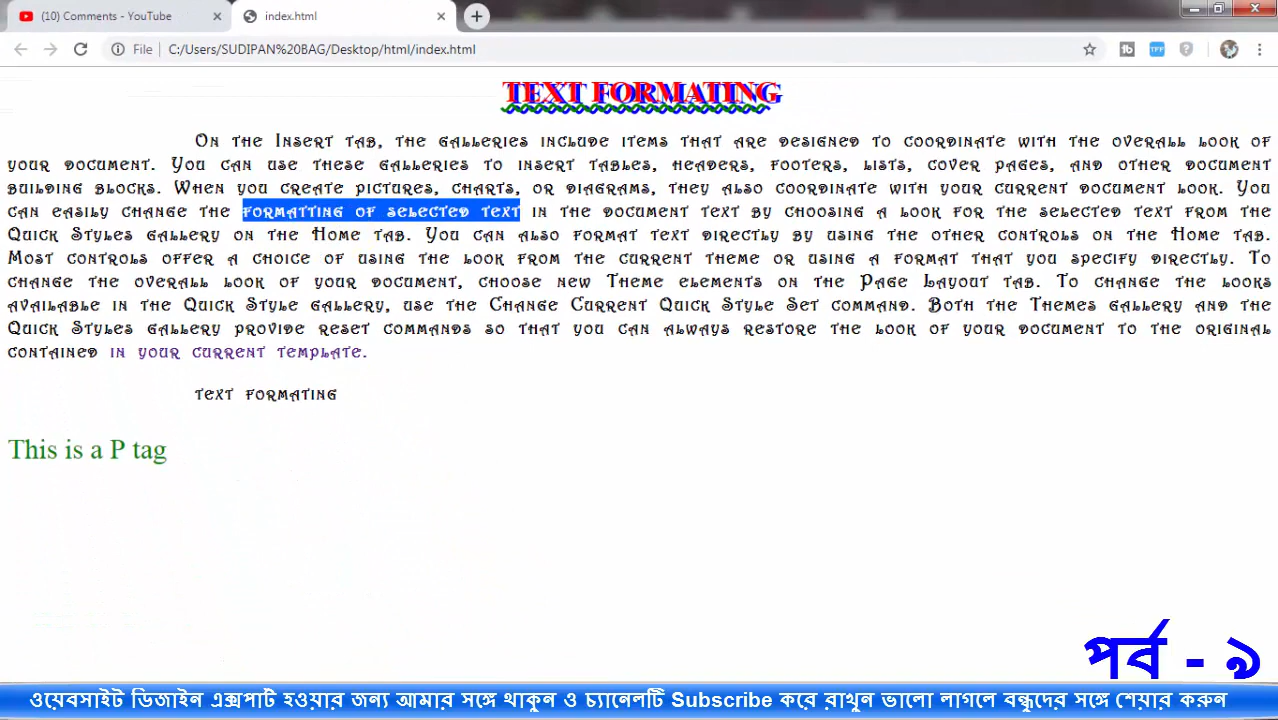 (10) Comments - YouTube
index.html
File
C:/Users/SUDIPAN%20BAG/Desktop/html/index.html
TEXT FORMATING
On the Insert tab, the galleries include items that are designed to coordinate with the overall look of
your document. You can use these galleries to insert tables, headers, footers, lists, cover pages, and other document
building blocks. When you create pictures, charts, or diagrams, they also coordinate with your current document look. You
can easily change the formatting of selected text in the document text by choosing a look for the selected text from the
Quick Styles gallery on the Home tab. You can also format text directly by using the other controls on the Home tab.
Most controls offer a choice of using the look from the current theme or using a format that you specify directly. To
change the overall look of your document, choose new Theme elements on the Page Layout tab. To change the looks
available in the Quick Style gallery, use the Change Current Quick Style Set command. Both the Themes gallery and the
Quick Styles gallery provide reset commands so that you can always restore the look of your document to the original
contained in your current template.
text formating
This is a P tag
পর্ব - ৯
ওয়েবসাইট ডিজাইন এক্সপার্ট হওয়ার জন্য আমার সঙ্গে থাকুন ও চ্যানেলটি Subscribe করে রাখুন ভালো লাগলে বন্ধুদের সঙ্গে শেয়ার করুন